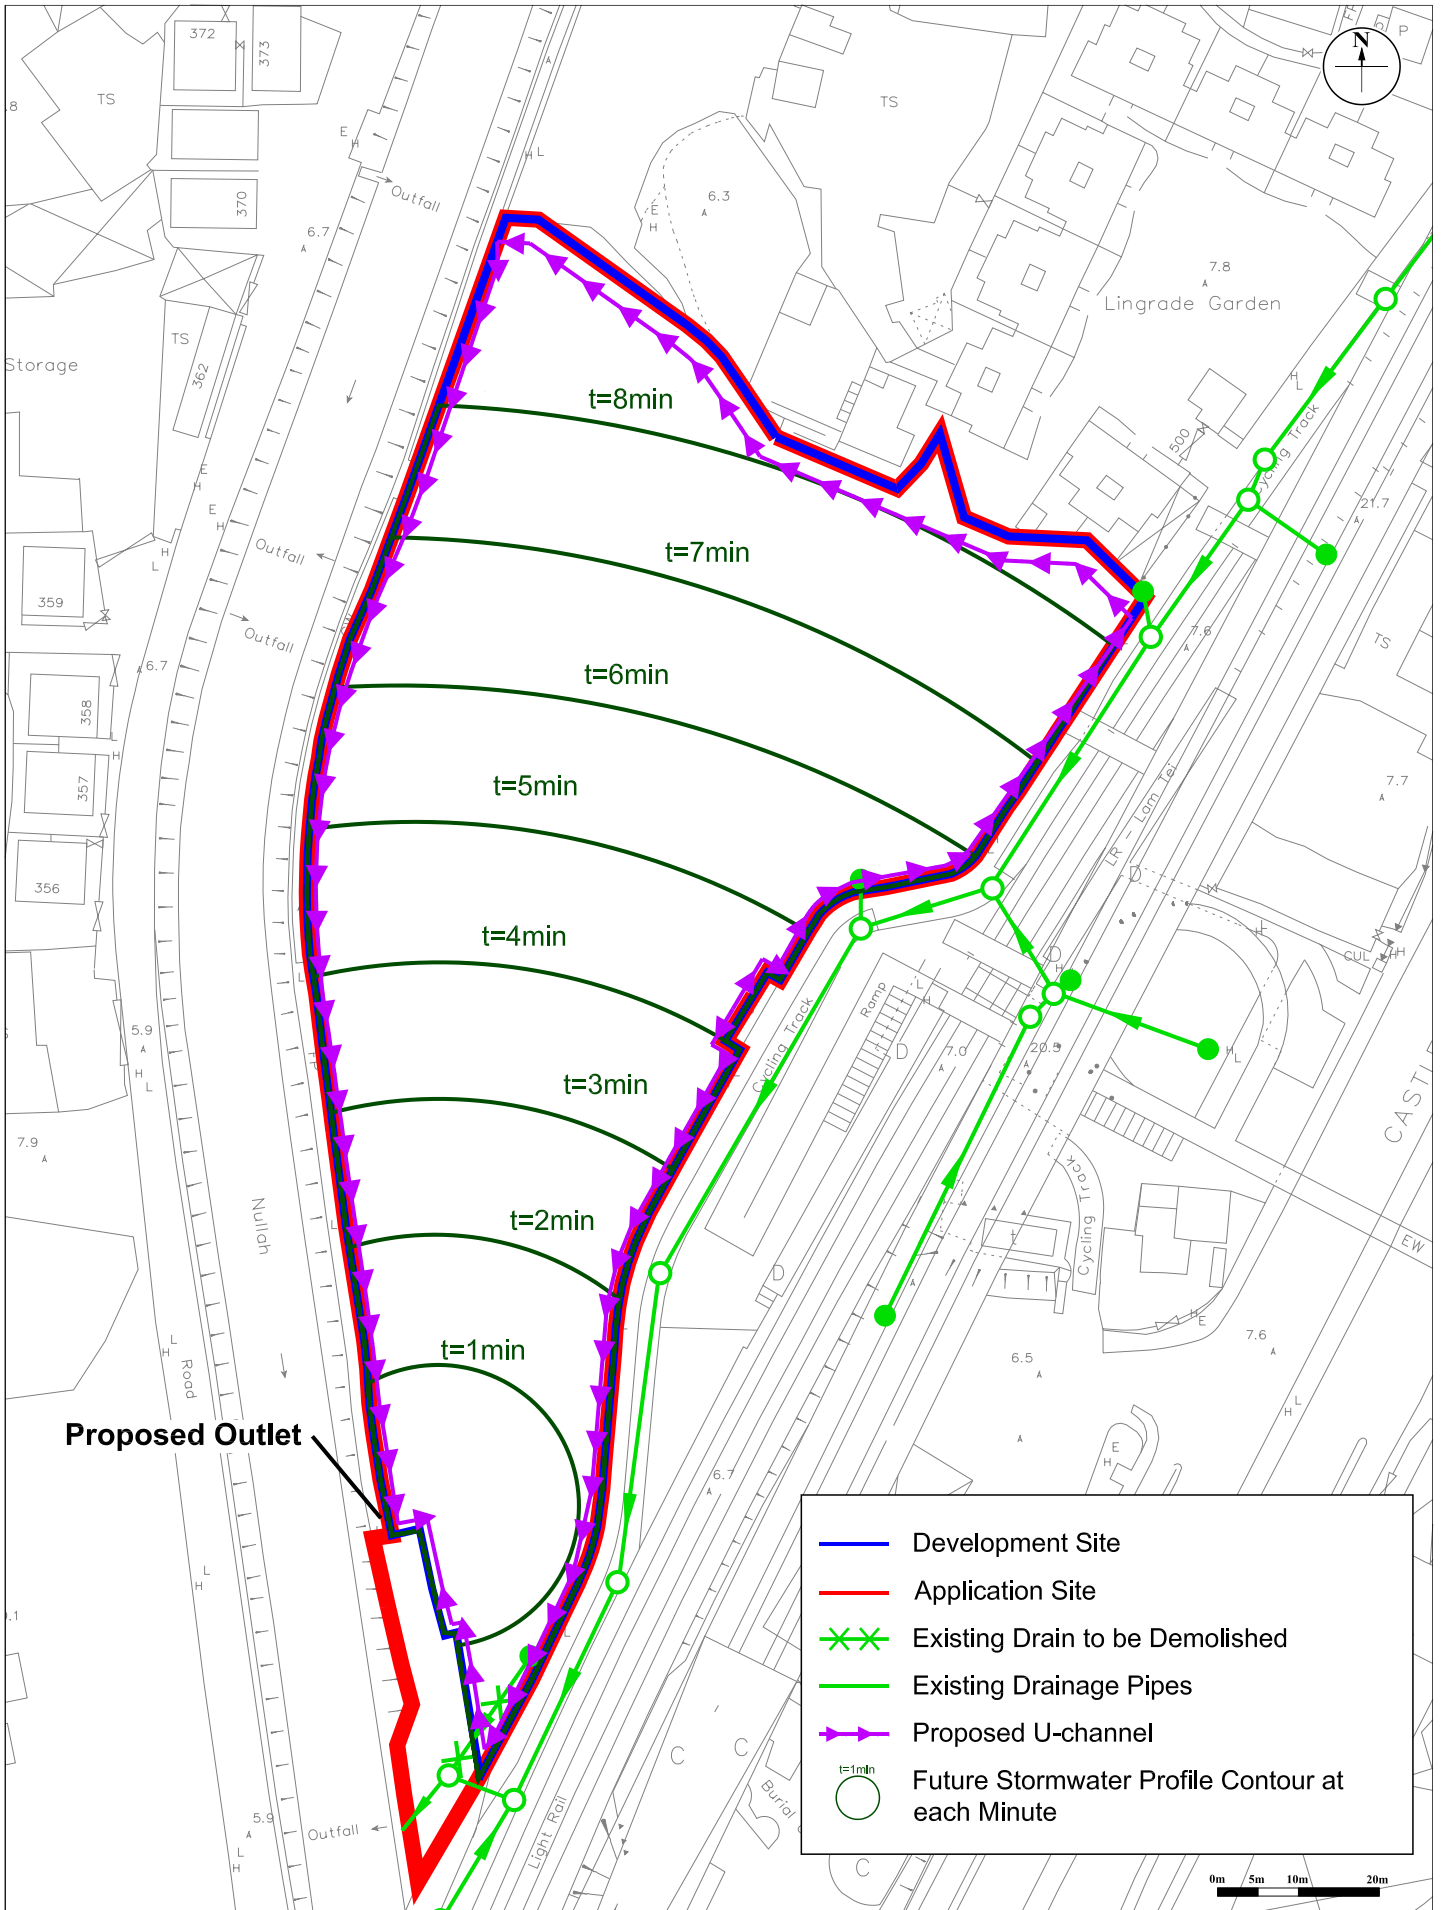 372
373
TS
.8
TS
E
H
H L
N
P
Outfall
370
6.7
6.3
E
H
7.8
Lingrade Garden
Storage
TS
362
H
L
t=8min
Cycling Track
500
21.7
E
H
E
H
t=7min
Outfall
H
L
359
Outfall
7.6
TS
6.7
t=6min
358
L
H
LR - Lam Tei
7.7
357
t=5min
356
D
t=4min
D
H
CUL
H
Ramp
L
H
Cycling Track
D
7.0
20.5
H
L
5.9
H
L
t=3min
CASTL
7.9
Cycling Track
Nullah
t=2min
t
EW
D
H
E
7.6
L
H
Road
t=1min
6.5
L
H
Proposed Outlet
E
H
6.7
L
H
.1
Development Site
Application Site
Existing Drain to be Demolished
Existing Drainage Pipes
Proposed U-channel
t=1min
Future Stormwater Profile Contour at
each Minute
C
C
Burial
5.9
Outfall
L
H
Light Rail
C
0m 5m 10m 20m